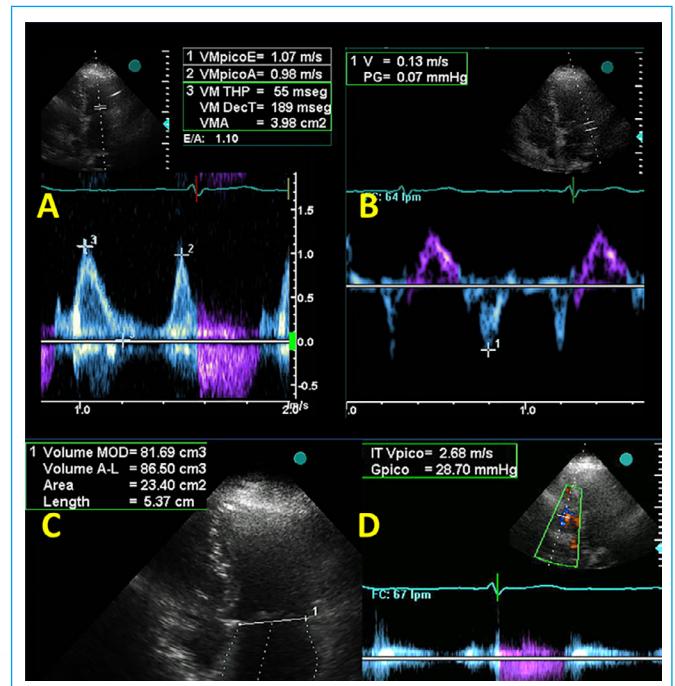 1 VMpicoE= 1.07 m/s
2 VMpicoA= 0.98 m/s
3 VM THP = 55 mseg
VM DecT= 189 mseg
VMA = 3.98 cm2
E/A: 1.10
1 V = 0.13 m/s
PG= 0.07 mmHg
A
1.5
1.0
0.5
0.0
-0.5
m/s
1.0
2.0
B
FC: 64 lpm
.0
1.0
1 Volume MOD= 81.69 cm3
Volume A-L = 86.50 cm3
Area = 23.40 cm2
Length = 5.37 cm
C
1
IT Vpico= 2.68 m/s
Gpico = 28.70 mmHg
D
FC: 67 lpm
3
2
1